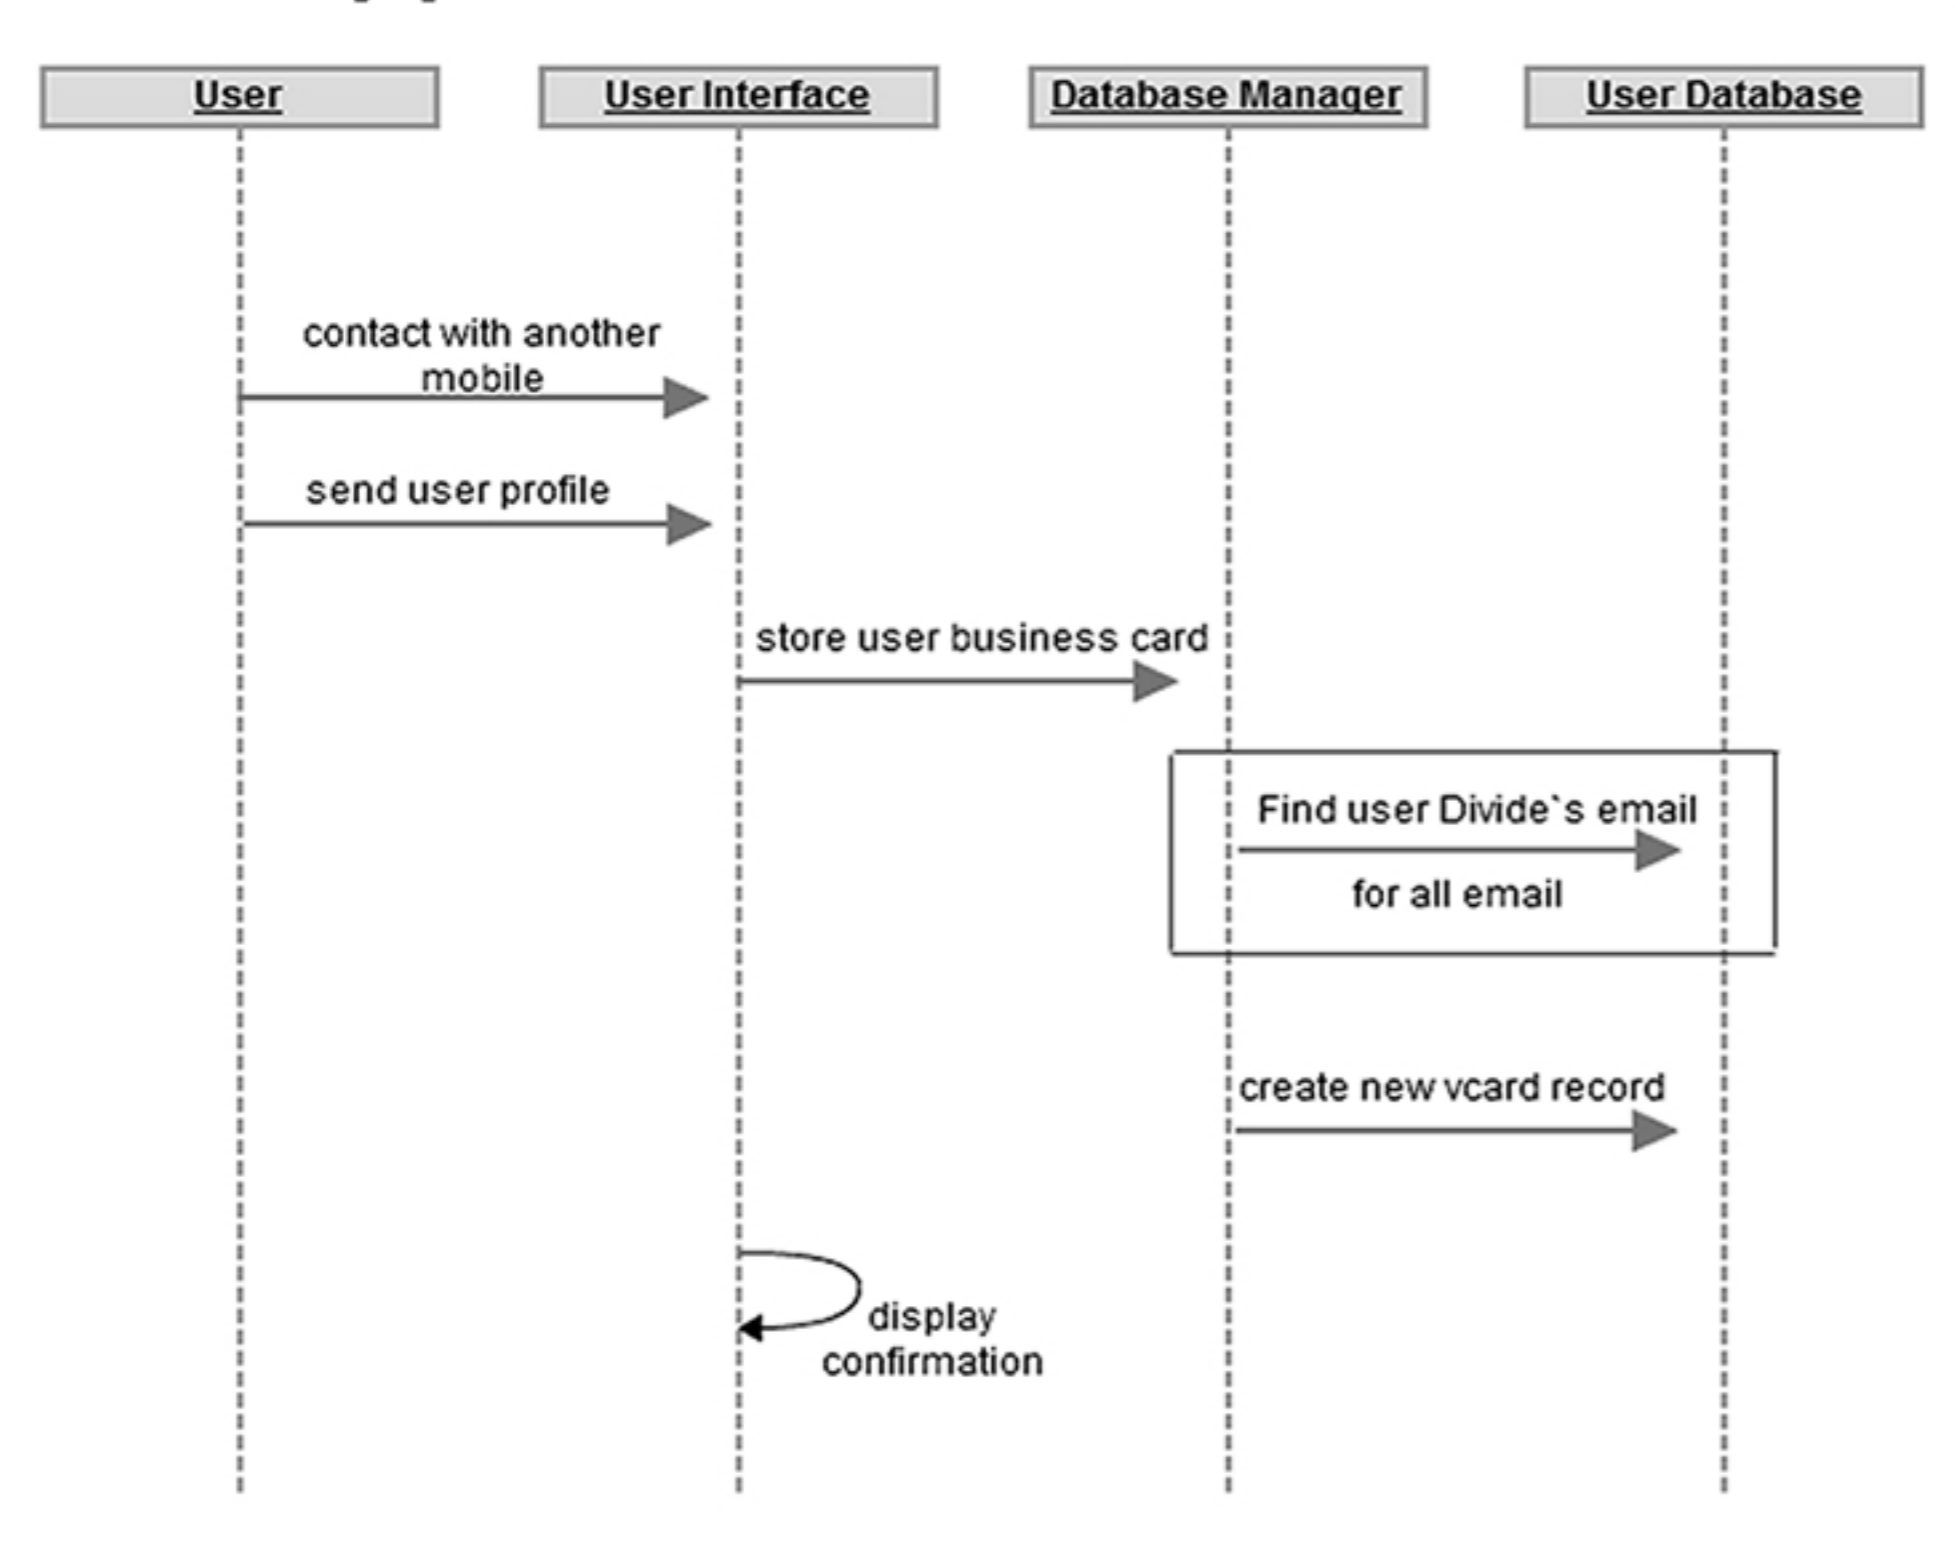 User
User Interface
Database Manager
User Database
contact with another
mobile
send user profile
store user business card
Find user Divide`s email
for all email
create new vcard record
display
confirmation